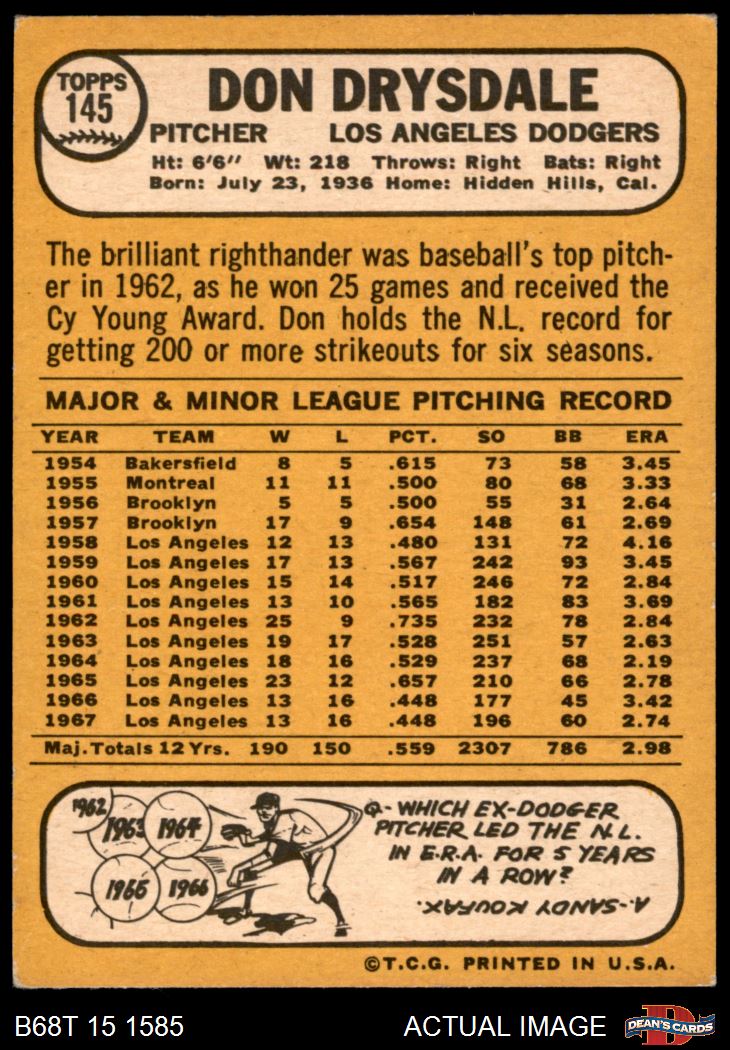 TOPPS
145
DON DRYSDALE
PITCHER LOS ANGELES DODGERS
Ht: 6'6" Wt: 218 Throws: Right Bats: Right
Born: July 23, 1936 Home: Hidden Hills, Cal.
The brilliant righthander was baseball's top pitch-
er in 1962, as he won 25 games and received the
Cy Young Award. Don holds the N.L. record for
getting 200 or more strikeouts for six seasons.
MAJOR & MINOR LEAGUE PITCHING RECORD
YEAR TEAM W L PCT. SO BB ERA
1954 Bakersfield 8 5 .615 73 58 3.45
1955 Montreal 11 11 .500 80 68 3.33
1956 Brooklyn 5 5 .500 55 31 2.64
1957 Brooklyn 17 9 .654 148 61 2.69
1958 Los Angeles 12 13 .480 131 72 4.16
1959 Los Angeles 17 13 .567 242 93 3.45
1960 Los Angeles 15 14 .517 246 72 2.84
1961 Los Angeles 13 10 .565 182 83 3.69
1962 Los Angeles 25 9 .735 232 78 2.84
1963 Los Angeles 19 17 .528 251 57 2.63
1964 Los Angeles 18 16 .529 237 68 2.19
1965 Los Angeles 23 12 .657 210 66 2.78
1966 Los Angeles 13 16 .448 177 45 3.42
1967 Los Angeles 13 16 .448 196 60 2.74
Maj. Totals 12 Yrs. 190 150 .559 2307 786 2.98
1962
1963
1964
1965
1966
Q- WHICH EX-DODGER
PITCHER LED THE N.L.
IN E.R.A. FOR 5 YEARS
IN A ROW?
A.-SANDY KOUFAX.
©T.C.G. PRINTED IN U.S.A.
B68T 15 1585 ACTUAL IMAGE
D
DEAN'S CARDS